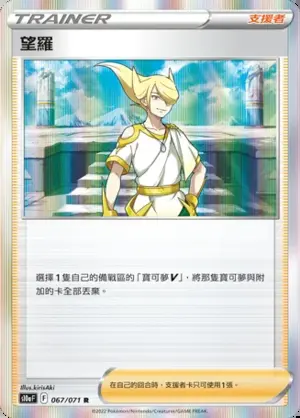 TRAINER 支援者
望羅
選擇1隻自己的備戰區的「寶可夢V」,將那隻寶可夢與附
加的卡全部丟棄。
Illus.kirisAki
s10aF F 067/071 R
在自己的回合時,支援者卡只可使用1張。
©2022 Pokémon/Nintendo/Creatures/GAME FREAK.